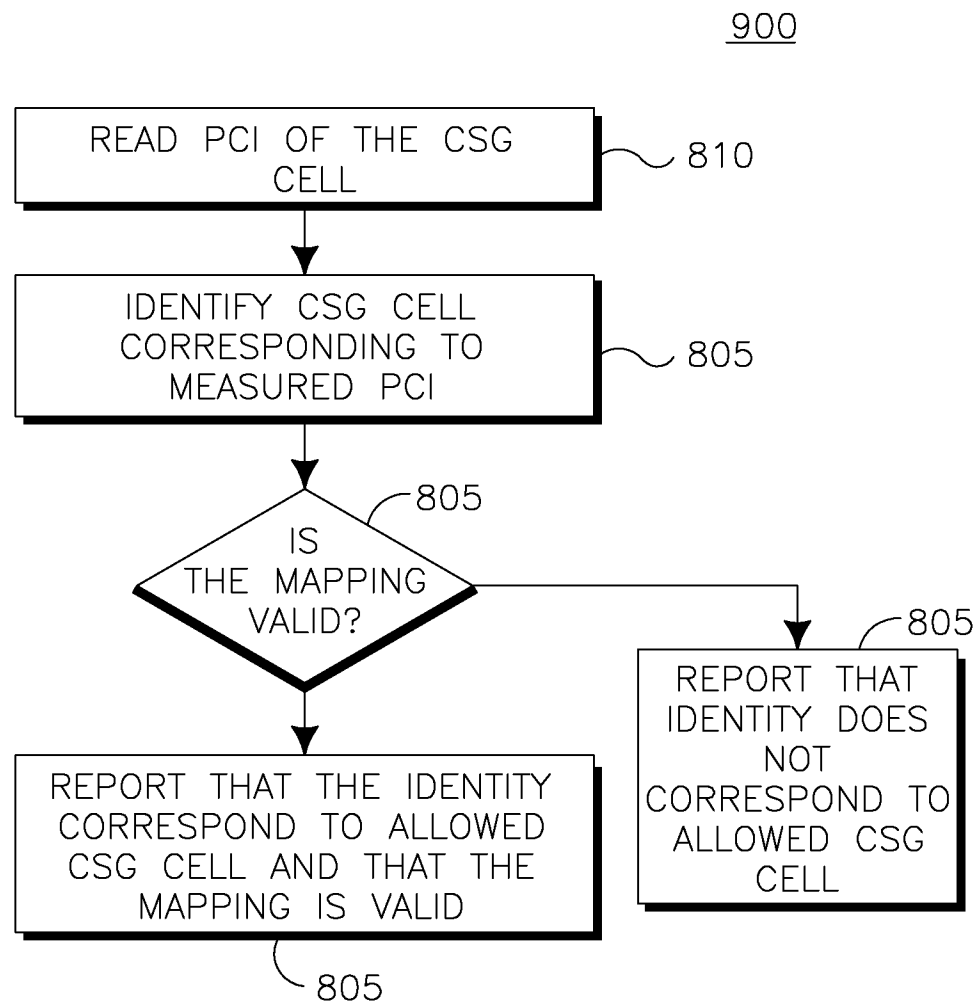 900
READ PCI OF THE CSG
CELL
810
IDENTIFY CSG CELL
CORRESPONDING TO
MEASURED PCI
805
805
IS
THE MAPPING
VALID?
805
REPORT THAT
IDENTITY DOES
NOT
CORRESPOND TO
ALLOWED CSG
CELL
REPORT THAT THE IDENTITY
CORRESPOND TO ALLOWED
CSG CELL AND THAT THE
MAPPING IS VALID
805